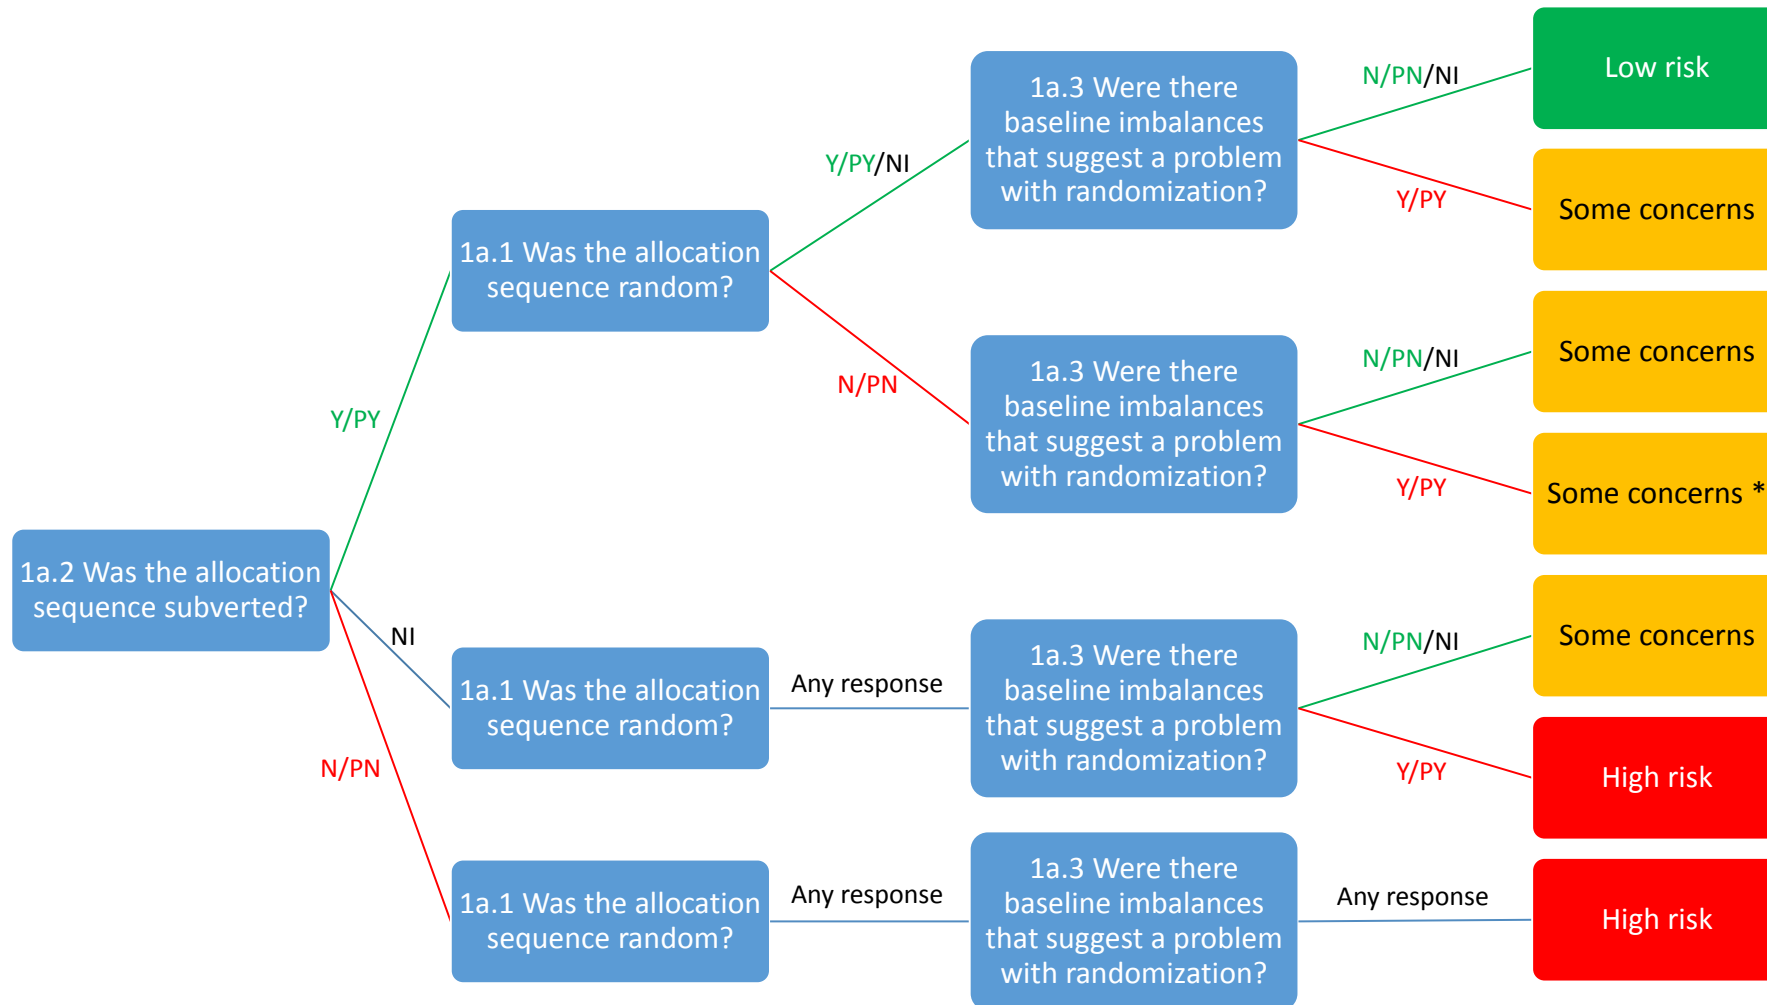 1a.2 Was the allocation
sequence subverted?
Y/PY
NI
N/PN
1a.1 Was the allocation
sequence random?
Y/PY/NI
N/PN
1a.3 Were there
baseline imbalances
that suggest a problem
with randomization?
N/PN/NI
Low risk
Y/PY
Some concerns
1a.3 Were there
baseline imbalances
that suggest a problem
with randomization?
N/PN/NI
Some concerns
Y/PY
Some concerns *
1a.1 Was the allocation
sequence random?
Any response
1a.3 Were there
baseline imbalances
that suggest a problem
with randomization?
N/PN/NI
Some concerns
Y/PY
High risk
1a.1 Was the allocation
sequence random?
Any response
1a.3 Were there
baseline imbalances
that suggest a problem
with randomization?
Any response
High risk